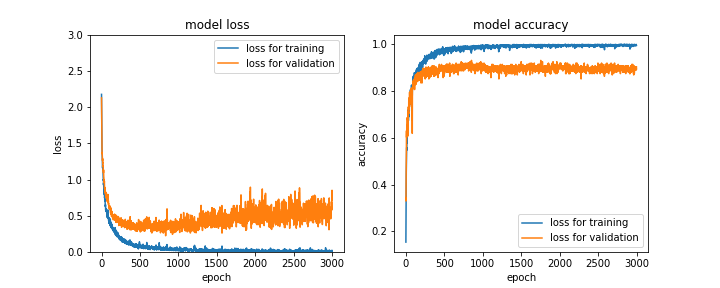 model loss
loss for training
loss for validation
3.0
2.5
2.0
1.5
1.0
0.5
0.0
loss
0 500 1000 1500 2000 2500 3000
epoch
model accuracy
1.0
0.8
0.6
0.4
0.2
accuracy
loss for training
loss for validation
0 500 1000 1500 2000 2500 3000
epoch